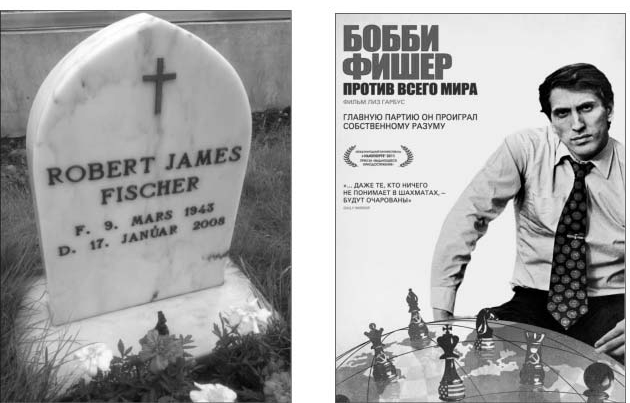 ROBERT JAMES
FISCHER
F. 9. MARS 1943
D. 17. JANÚAR 2008
БОББИ
ФИШЕР
ПРОТИВ ВСЕГО МИРА
ФИЛЬМ ЛИЗ ГАРБУС
ГЛАВНУЮ ПАРТИЮ ОН ПРОИГРАЛ
СОБСТВЕННОМУ РАЗУМУ
«... ДАЖЕ ТЕ, КТО НИЧЕГО
НЕ ПОНИМАЕТ В ШАХМАТАХ, –
БУДУТ ОЧАРОВАНЫ»